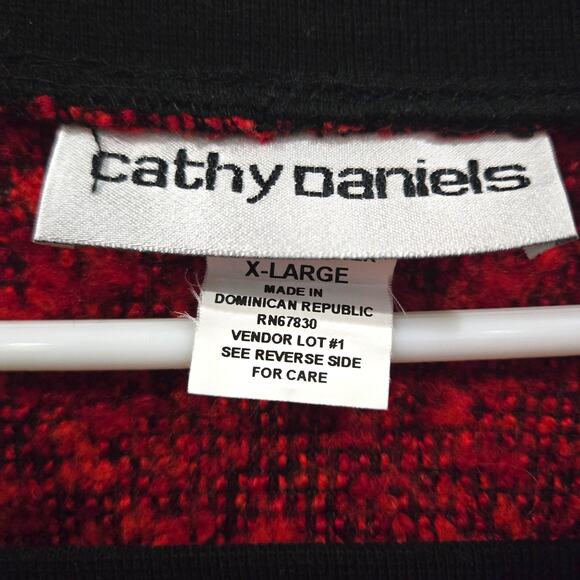 cathy Daniels
X-LARGE
MADE IN
DOMINICAN REPUBLIC
RN67830
VENDOR LOT #1
SEE REVERSE SIDE
FOR CARE